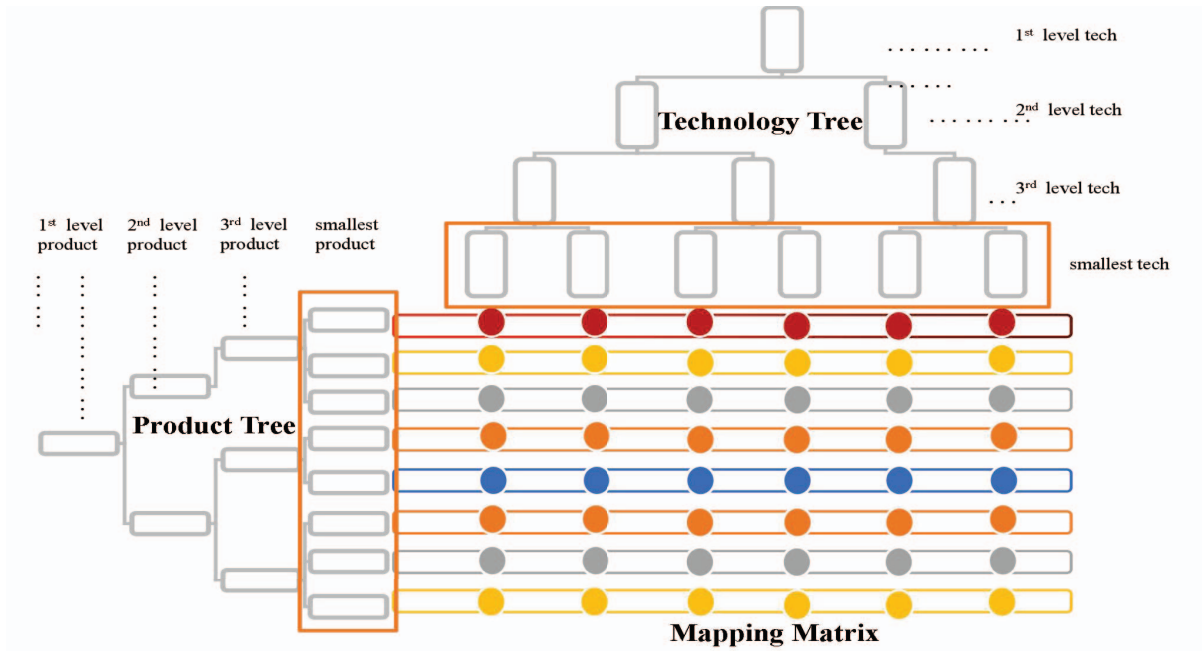 1st level tech
Technology Tree
2nd level tech
3rd level tech
1st level
product
2nd level
product
3rd level
product
smallest
product
smallest tech
Product Tree
Mapping Matrix